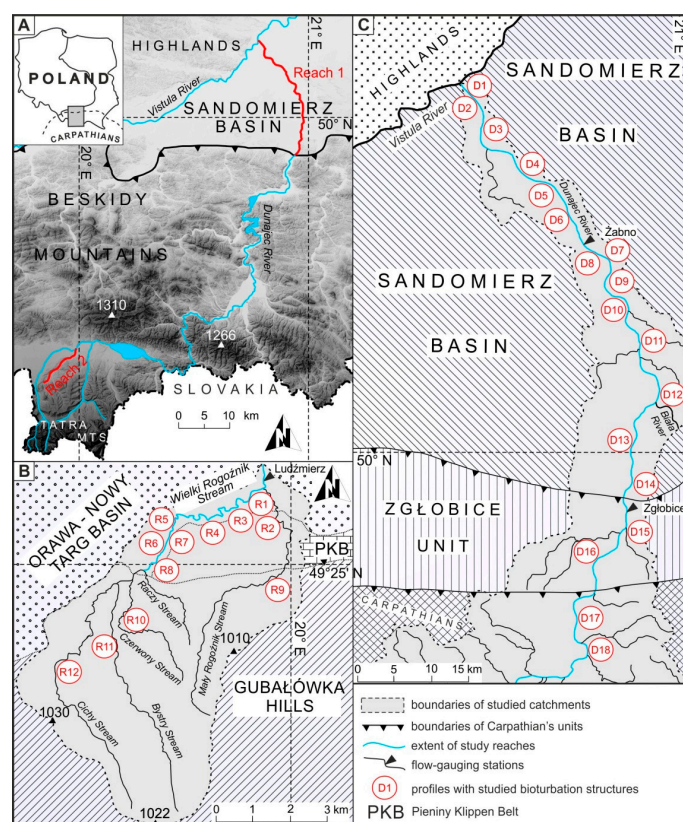 A
POLAND
CARPATHIANS
HIGHLANDS
21° E
Reach 1
Vistula River
SANDOMIERZ
BASIN
50° N
20° E
BESKIDY
MOUNTAINS
Dunajec River
1310
1266
Reach 2
SLOVAKIA
TATRA
MTS
0 5 10 km
N
B
ORAWA - NOWY
TARG BASIN
Wielki Rogoźnik
Stream
Ludźmierz
N
R1
R2
R3
R4
R5
R6
R7
R8
PKB
49°25'
R9
Raczy Stream
R10
Czerwony Stream
Mały Rogoźnik Stream
20° E
1010
R11
R12
GUBAŁÓWKA
HILLS
Cichy Stream
Bystry Stream
1030
1022
0 1 2 3 km
C
21° E
HIGHLANDS
SANDOMIERZ
BASIN
Vistula River
D1
D2
D3
D4
D5
D6
Dunajec River
Żabno
D7
D8
D9
D10
D11
SANDOMIERZ
BASIN
D12
Biała
River
D13
50° N
D14
ZGŁOBICE
UNIT
Zgłobice
D15
D16
CARPATHIANS
D17
D18
N
0 5 10 15 km
boundaries of studied catchments
boundaries of Carpathian's units
extent of study reaches
flow-gauging stations
D1 profiles with studied bioturbation structures
PKB Pieniny Klippen Belt